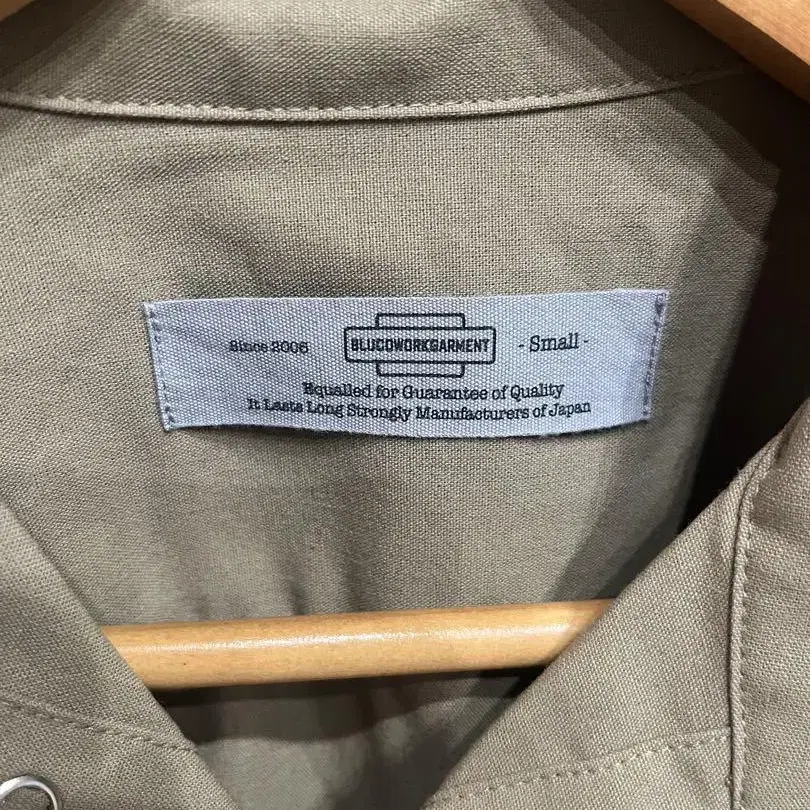 Since 2006 BLUCOWORKGARMENT - Small -
Equalled for Guarantee of Quality
It Lasts Long Strongly Manufacturers of Japan